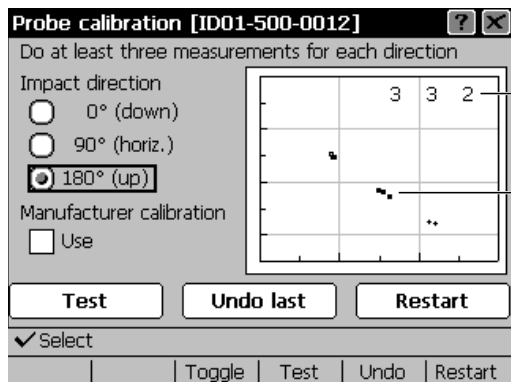 Probe calibration [ID01-500-0012] ? X
Do at least three measurements for each direction
Impact direction
0° (down)
90° (horiz.)
180° (up)
Manufacturer calibration
Use
3 3 2
Test Undo last Restart
Select
Toggle Test Undo Restart